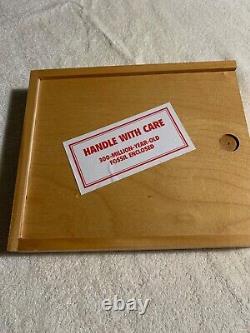 HANDLE WITH CARE
300-MILLION-YEAR-OLD
FOSSIL ENCLOSED